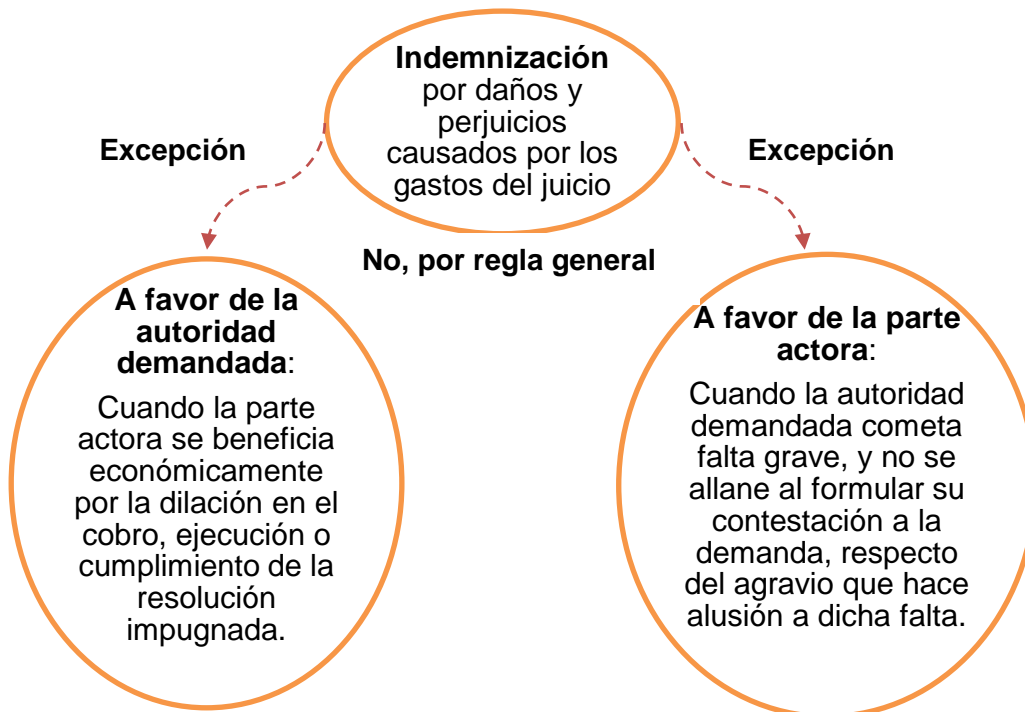 Indemnización
por daños y
perjuicios
causados por los
gastos del juicio
Excepción
Excepción
No, por regla general
A favor de la
autoridad
demandada:
Cuando la parte
actora se beneficia
económicamente
por la dilación en el
cobro, ejecución o
cumplimiento de la
resolución
impugnada.
A favor de la parte
actora:
Cuando la autoridad
demandada cometa
falta grave, y no se
allane al formular su
contestación a la
demanda, respecto
del agravio que hace
alusión a dicha falta.